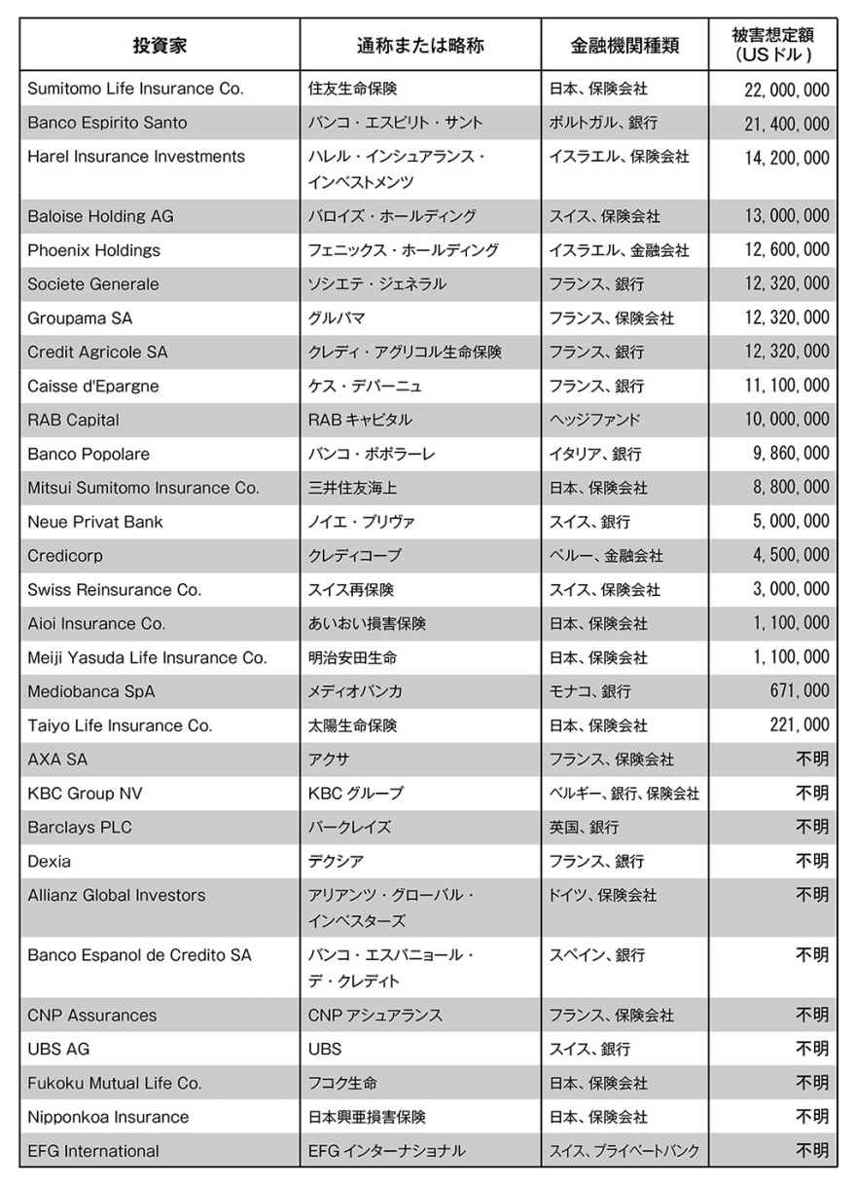 投資家 通称または略称 金融機関種類 被害想定額
(USドル)
Sumitomo Life Insurance Co. 住友生命保険 日本、保険会社 22,000,000
Banco Espirito Santo バンコ・エスピリト・サント ポルトガル、銀行 21,400,000
Harel Insurance Investments ハレル・インシュアランス・ イスラエル、保険会社 14,200,000
インベストメンツ
Baloise Holding AG バロイズ・ホールディング スイス、保険会社 13,000,000
Phoenix Holdings フェニックス・ホールディング イスラエル、金融会社 12,600,000
Societe Generale ソシエテ・ジェネラル フランス、銀行 12,320,000
Groupama SA グルパマ フランス、保険会社 12,320,000
Credit Agricole SA クレディ・アグリコル生命保険 フランス、銀行 12,320,000
Caisse d'Epargne ケス・デパーニュ フランス、銀行 11,100,000
RAB Capital RABキャピタル ヘッジファンド 10,000,000
Banco Popolare バンコ・ポポラーレ イタリア、銀行 9,860,000
Mitsui Sumitomo Insurance Co. 三井住友海上 日本、保険会社 8,800,000
Neue Privat Bank ノイエ・プリヴァ スイス、銀行 5,000,000
Credicorp クレディコープ ペルー、金融会社 4,500,000
Swiss Reinsurance Co. スイス再保険 スイス、保険会社 3,000,000
Aioi Insurance Co. あいおい損害保険 日本、保険会社 1,100,000
Meiji Yasuda Life Insurance Co. 明治安田生命 日本、保険会社 1,100,000
Mediobanca SpA メディオバンカ モナコ、銀行 671,000
Taiyo Life Insurance Co. 太陽生命保険 日本、保険会社 221,000
AXA SA アクサ フランス、保険会社 不明
KBC Group NV KBCグループ ベルギー、銀行、保険会社 不明
Barclays PLC バークレイズ 英国、銀行 不明
Dexia デクシア フランス、銀行 不明
Allianz Global Investors アリアンツ・グローバル・ ドイツ、保険会社 不明
インベスターズ
Banco Espanol de Credito SA バンコ・エスパニョール・ スペイン、銀行 不明
デ・クレディト
CNP Assurances CNPアシュアランス フランス、保険会社 不明
UBS AG UBS スイス、銀行 不明
Fukoku Mutual Life Co. フコク生命 日本、保険会社 不明
Nipponkoa Insurance 日本興亜損害保険 日本、保険会社 不明
EFG International EFGインターナショナル スイス、プライベートバンク 不明